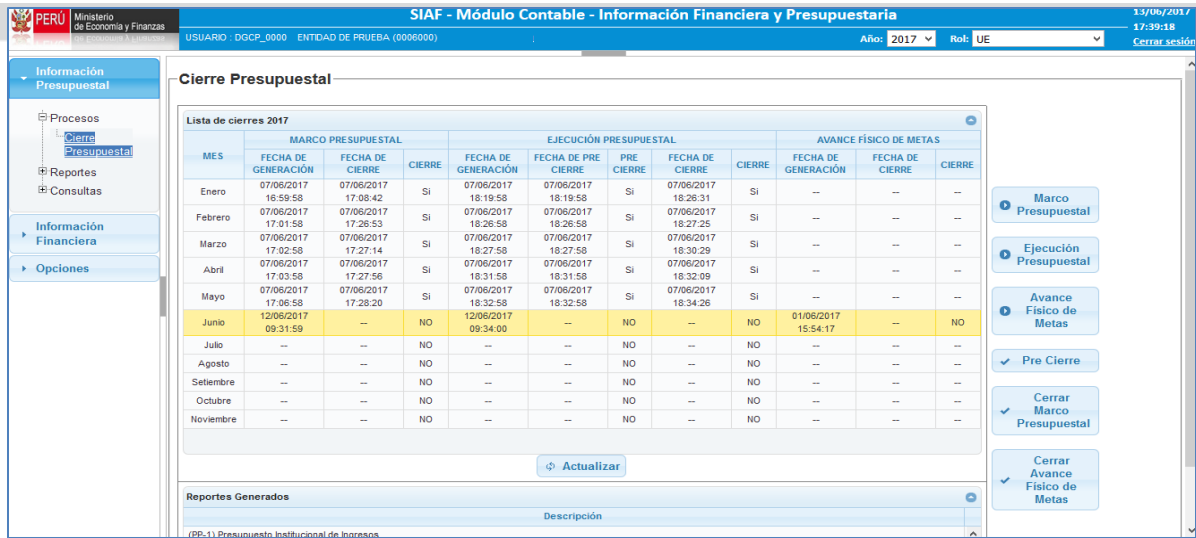 PERÚ
Ministerio
de Economía y Finanzas
SIAF - Módulo Contable - Información Financiera y Presupuestaria
13/06/2017
17:39:18
USUARIO : DGCP_0000 ENTIDAD DE PRUEBA (0006000)
Año: 2017 Rol: UE
Cerrar sesión
Información
Presupuestal
Procesos
Cierre
Presupuestal
Reportes
Consultas
Información
Financiera
Opciones
Cierre Presupuestal
Lista de cierres 2017
MES MARCO PRESUPUESTAL EJECUCIÓN PRESUPUESTAL AVANCE FÍSICO DE METAS
FECHA DE FECHA DE CIERRE FECHA DE FECHA DE PRE PRE FECHA DE CIERRE FECHA DE FECHA DE CIERRE
GENERACIÓN CIERRE GENERACIÓN CIERRE CIERRE CIERRE GENERACIÓN CIERRE
Enero 07/06/2017 07/06/2017 Si 07/06/2017 07/06/2017 Si 07/06/2017 Si -- -- --
16:59:58 17:08:42 18:19:58 18:19:58 18:26:31
Febrero 07/06/2017 07/06/2017 Si 07/06/2017 07/06/2017 Si 07/06/2017 Si -- -- --
17:01:58 17:26:53 18:26:58 18:26:58 18:27:25
Marzo 07/06/2017 07/06/2017 Si 07/06/2017 07/06/2017 Si 07/06/2017 Si -- -- --
17:02:58 17:27:14 18:27:58 18:27:58 18:30:29
Abril 07/06/2017 07/06/2017 Si 07/06/2017 07/06/2017 Si 07/06/2017 Si -- -- --
17:03:58 17:27:56 18:31:58 18:31:58 18:32:09
Mayo 07/06/2017 07/06/2017 Si 07/06/2017 07/06/2017 Si 07/06/2017 Si -- -- --
17:06:58 17:28:20 18:32:58 18:32:58 18:34:26
Junio 12/06/2017 -- NO 12/06/2017 -- NO -- NO 01/06/2017 -- NO
09:31:59 09:34:00 15:54:17
Julio -- -- NO -- -- NO -- NO -- -- --
Agosto -- -- NO -- -- NO -- NO -- -- --
Setiembre -- -- NO -- -- NO -- NO -- -- --
Octubre -- -- NO -- -- NO -- NO -- -- --
Noviembre -- -- NO -- -- NO -- NO -- -- --
Actualizar
Reportes Generados
Descripción
(PP-1) Presupuesto Institucional de Ingresos
Marco
Presupuestal
Ejecución
Presupuestal
Avance
Físico de
Metas
Pre Cierre
Cerrar
Marco
Presupuestal
Cerrar
Avance
Físico de
Metas